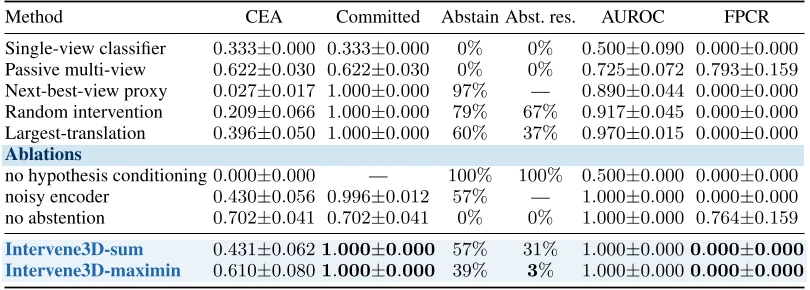 Method CEA Committed Abstain Abst. res. AUROC FPCR
Single-view classifier 0.333±0.000 0.333±0.000 0% 0% 0.500±0.090 0.000±0.000
Passive multi-view 0.622±0.030 0.622±0.030 0% 0% 0.725±0.072 0.793±0.159
Next-best-view proxy 0.027±0.017 1.000±0.000 97% — 0.890±0.044 0.000±0.000
Random intervention 0.209±0.066 1.000±0.000 79% 67% 0.917±0.045 0.000±0.000
Largest-translation 0.396±0.050 1.000±0.000 60% 37% 0.970±0.015 0.000±0.000
Ablations
no hypothesis conditioning 0.000±0.000 — 100% 100% 0.500±0.000 0.000±0.000
noisy encoder 0.430±0.056 0.996±0.012 57% — 1.000±0.000 0.000±0.000
no abstention 0.702±0.041 0.702±0.041 0% 0% 1.000±0.000 0.764±0.159
Intervene3D-sum 0.431±0.062 1.000±0.000 57% 31% 1.000±0.000 0.000±0.000
Intervene3D-maximin 0.610±0.080 1.000±0.000 39% 3% 1.000±0.000 0.000±0.000